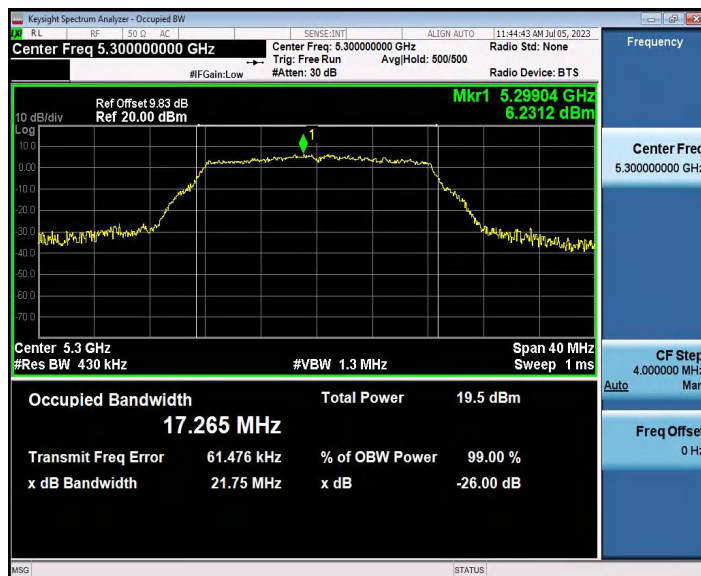 Keysight Spectrum Analyzer - Occupied BW
LXI RL RF 50 Ω AC SENSE:INT ALIGN AUTO 11:44:43 AM Jul 05, 2023
Center Freq 5.300000000 GHz
Center Freq: 5.300000000 GHz Radio Std: None
Trig: Free Run Avg|Hold: 500/500
#IFGain:Low #Atten: 30 dB Radio Device: BTS
Frequency
Ref Offset 9.83 dB Mkr1 5.29904 GHz
10 dB/div Ref 20.00 dBm 6.2312 dBm
Log
1
10.0
0.00
-10.0
-20.0
-30.0
-40.0
-50.0
-60.0
-70.0
Center 5.3 GHz Span 40 MHz
#Res BW 430 kHz #VBW 1.3 MHz Sweep 1 ms
Occupied Bandwidth Total Power 19.5 dBm
17.265 MHz
Transmit Freq Error 61.476 kHz % of OBW Power 99.00 %
x dB Bandwidth 21.75 MHz x dB -26.00 dB
Center Freq
5.300000000 GHz
CF Step
4.000000 MHz
Auto Man
Freq Offset
0 Hz
MSG STATUS